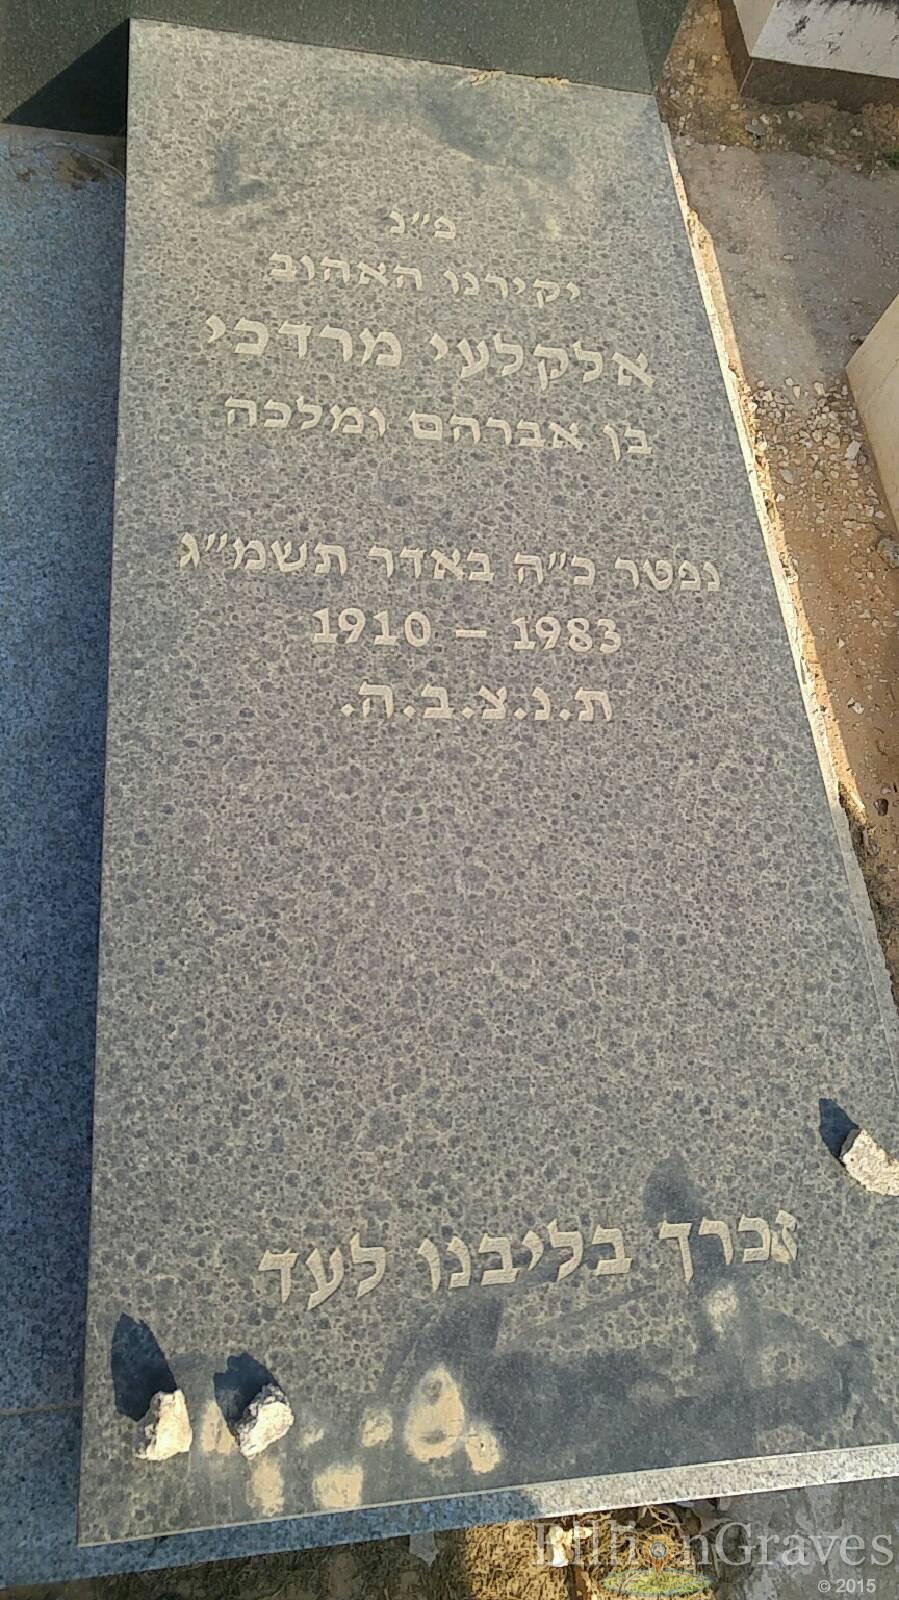 פ״נ
יקירנו האהוב
אלקלעי מרדכי
בן אברהם ומלכה
נפטר כ״ה באדר תשמ״ג
1910 – 1983
ת.נ.צ.ב.ה.
זכרך בליבנו לעד
BillionGraves
© 2015